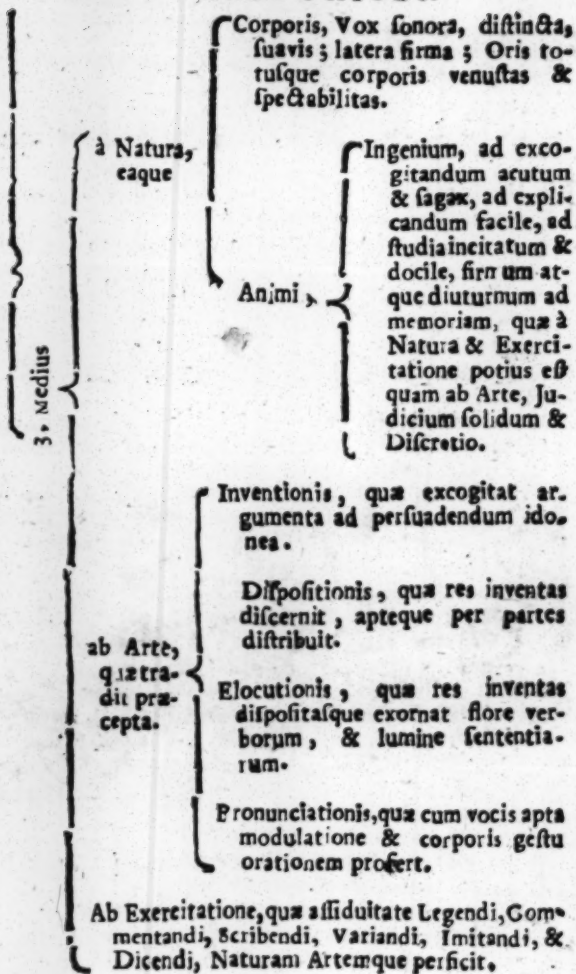 Corporis, Vox ſonora, diſtincta,
ſuavis; latera firma; Oris to-
tuſque corporis venuſtas &
ſpectabilitas.
3. Medius
à Natura,
eaque
Animi,
Ingenium, ad exco-
gitandum acutum
& ſagax, ad expli-
candum facile, ad
ſtudia incitatum &
docile, firmum at-
que diuturnum ad
memoriam, quæ à
Natura & Exerci-
tatione potius eſt
quam ab Arte, Ju-
dicium ſolidum &
Diſcretio.
ab Arte,
quæ tra-
dit præ-
cepta.
Inventionis, quæ excogitat ar-
gumenta ad perſuadendum ido-
nea.
Diſpoſitionis, quæ res inventas
diſcernit, apteque per partes
diſtribuit.
Elocutionis, quæ res inventas
diſpoſitaſque exornat flore ver-
borum, & lumine ſententia-
rum.
Pronunciationis, quæ cum vocis apta
modulatione & corporis geſtu
orationem profert.
Ab Exercitatione, quæ aſſiduitate Legendi, Com-
mentandi, Scribendi, Variandi, Imitandi, &
Dicendi, Naturam Artemque perficit.